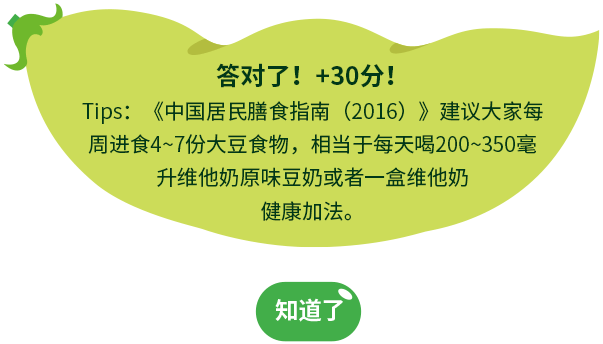 答对了！+30分！
Tips：《中国居民膳食指南（2016）》建议大家每
周进食4~7份大豆食物，相当于每天喝200~350毫
升维他奶原味豆奶或者一盒维他奶
健康加法。
知道了